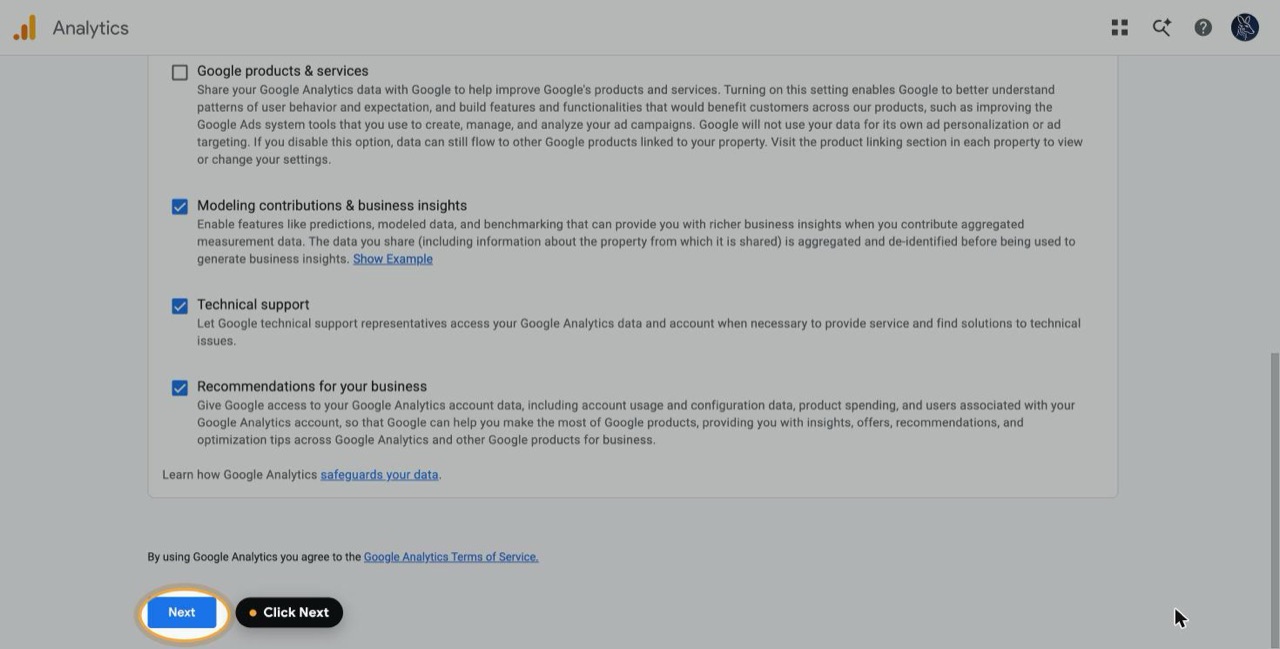 Analytics
Google products & services
Share your Google Analytics data with Google to help improve Google's products and services. Turning on this setting enables Google to better understand
patterns of user behavior and expectation, and build features and functionalities that would benefit customers across our products, such as improving the
Google Ads system tools that you use to create, manage, and analyze your ad campaigns. Google will not use your data for its own ad personalization or ad
targeting. If you disable this option, data can still flow to other Google products linked to your property. Visit the product linking section in each property to view
or change your settings.
Modeling contributions & business insights
Enable features like predictions, modeled data, and benchmarking that can provide you with richer business insights when you contribute aggregated
measurement data. The data you share (including information about the property from which it is shared) is aggregated and de-identified before being used to
generate business insights. Show Example
Technical support
Let Google technical support representatives access your Google Analytics data and account when necessary to provide service and find solutions to technical
issues.
Recommendations for your business
Give Google access to your Google Analytics account data, including account usage and configuration data, product spending, and users associated with your
Google Analytics account, so that Google can help you make the most of Google products, providing you with insights, offers, recommendations, and
optimization tips across Google Analytics and other Google products for business.
Learn how Google Analytics safeguards your data.
By using Google Analytics you agree to the Google Analytics Terms of Service.
Next
Click Next